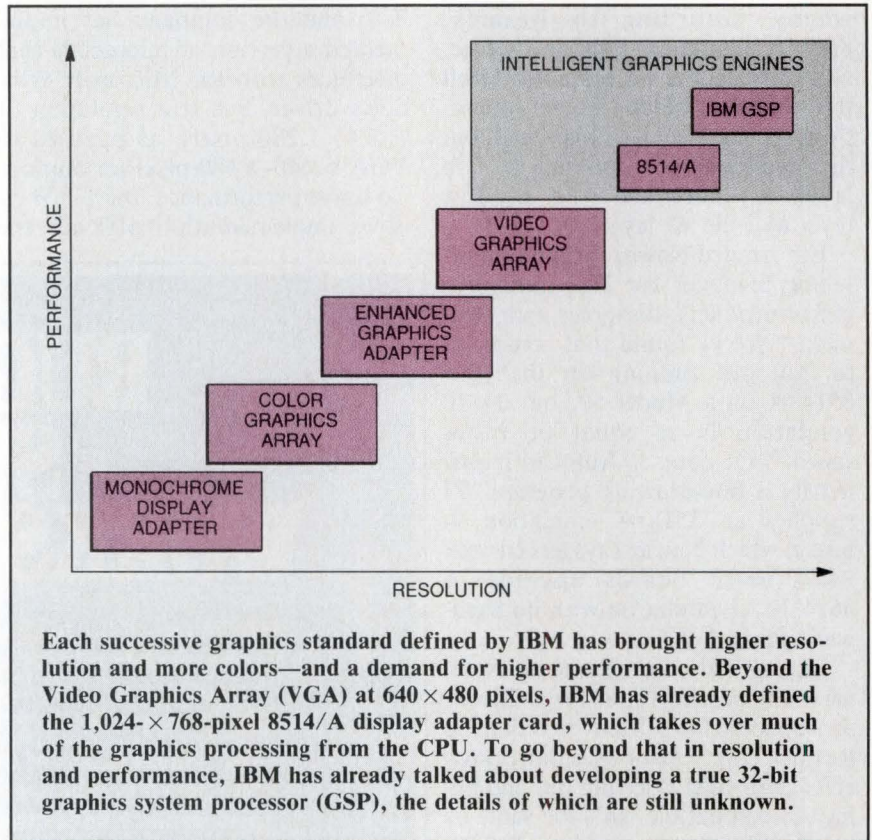 INTELLIGENT GRAPHICS ENGINES
IBM GSP
8514/A
VIDEO
GRAPHICS
ARRAY
ENHANCED
GRAPHICS
ADAPTER
COLOR
GRAPHICS
ARRAY
MONOCHROME
DISPLAY
ADAPTER
PERFORMANCE
RESOLUTION
Each successive graphics standard defined by IBM has brought higher reso-
lution and more colors—and a demand for higher performance. Beyond the
Video Graphics Array (VGA) at 640×480 pixels, IBM has already defined
the 1,024-×768-pixel 8514/A display adapter card, which takes over much
of the graphics processing from the CPU. To go beyond that in resolution
and performance, IBM has already talked about developing a true 32-bit
graphics system processor (GSP), the details of which are still unknown.